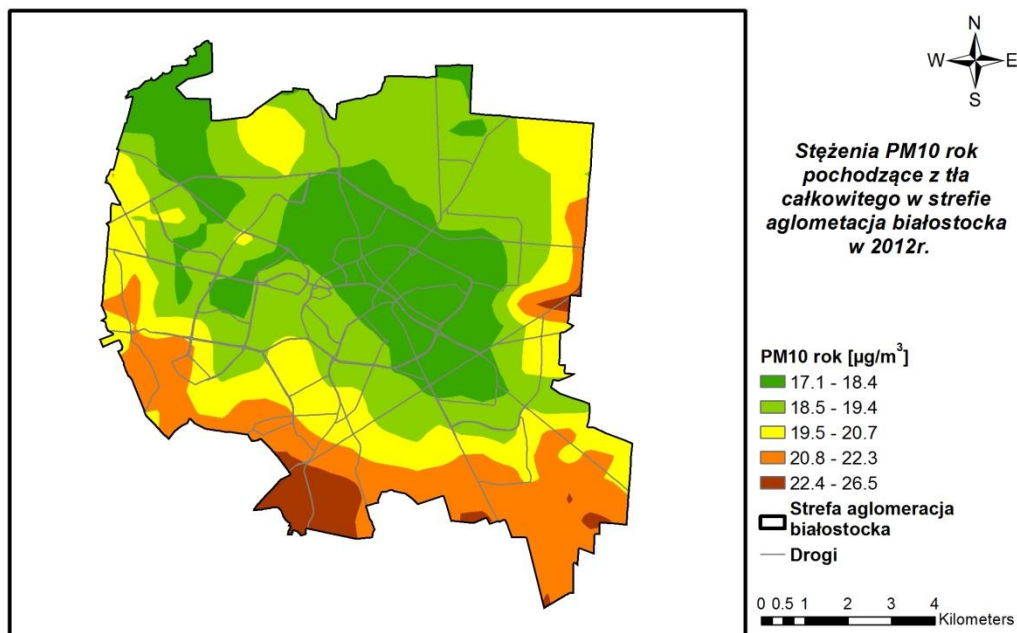 N
W E
S
Stężenia PM10 rok
pochodzące z tła
całkowitego w strefie
aglometacja białostocka
w 2012r.
PM10 rok [µg/m³]
17.1 - 18.4
18.5 - 19.4
19.5 - 20.7
20.8 - 22.3
22.4 - 26.5
Strefa aglomeracja
białostocka
Drogi
0 0.5 1 2 3 4
Kilometers